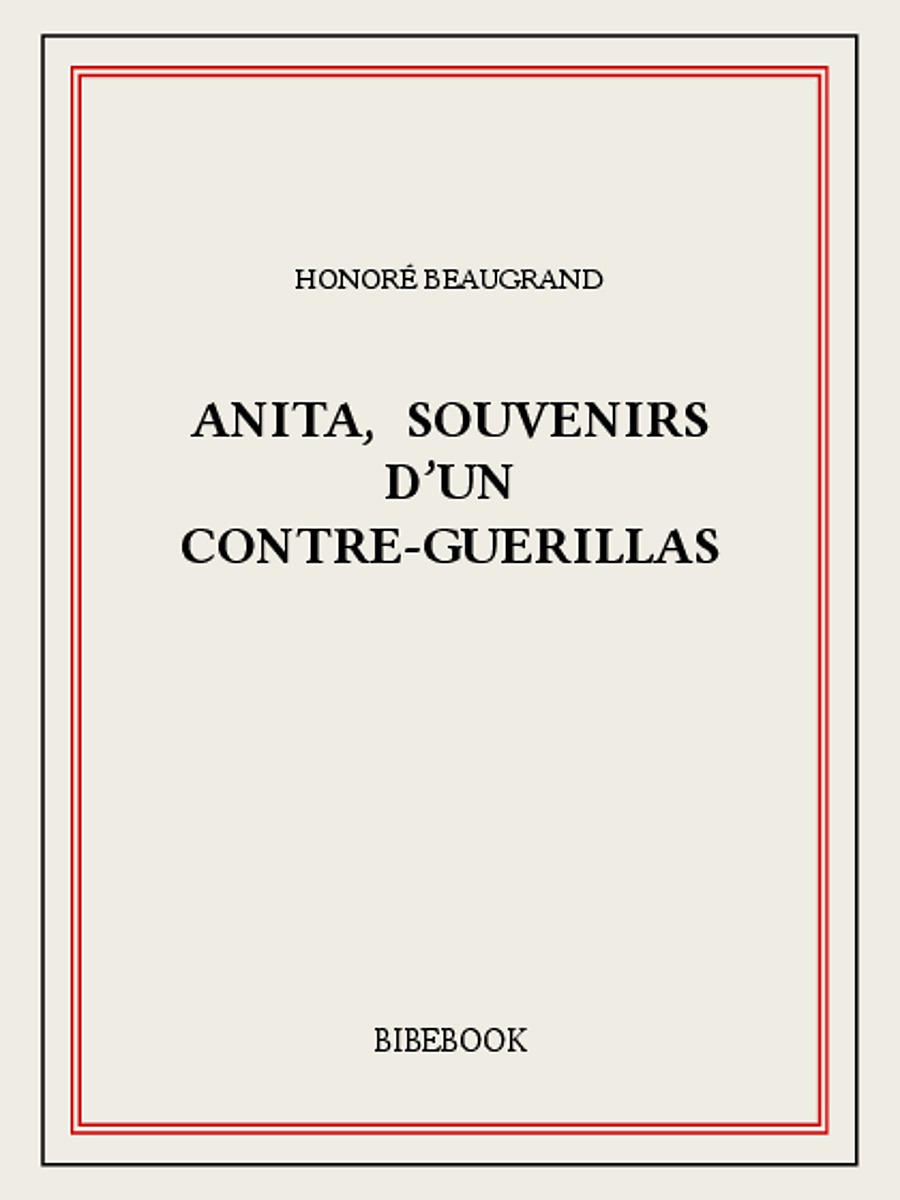 HONORÉ BEAUGRAND
ANITA, SOUVENIRS
D’UN
CONTRE-GUERILLAS
BIBEBOOK